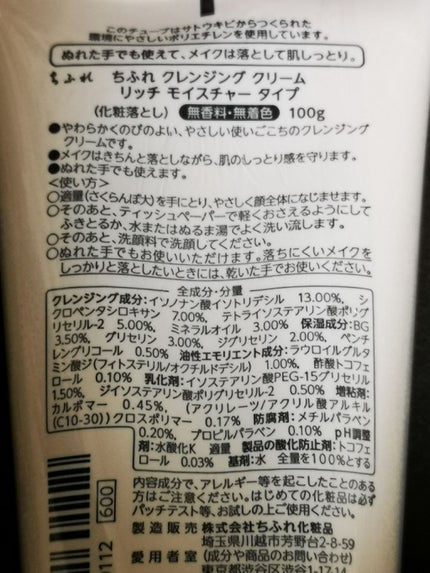 このチューブはサトウキビからつくられた
環境にやさしいポリエチレンを使用しています。
ぬれた手でも使えて、メイクは落として肌しっとり。
ちふれ ちふれ クレンジング クリーム
リッチ モイスチャー タイプ
(化粧落とし) 無香料・無着色 100g
●やわらかくのびのよい、やさしい使いごこちのクレンジング
クリームです。
●メイクはきちんと落としながら、肌のしっとり感を守ります。
●ぬれた手でも使えます。
<使い方>
○適量(さくらんぼ大)を手にとり、やさしく顔全体になじませます。
○そのあと、ティッシュペーパーで軽くおさえるようにして
ふきとるか、水またはぬるま湯でよく洗い流します。
○そのあと、洗顔料で洗顔してください。
○ぬれた手でもお使いいただけます。落ちにくいメイクを
しっかりと落としたいときには、乾いた手でお使いください。
全成分・分量
クレンジング成分:イソノナン酸イソトリデシル 13.00%、シ
クロペンタシロキサン 7.00%、テトライソステアリン酸ポリグ
リセリル-2 5.00%、ミネラルオイル 3.00% 保湿成分:BG
3.50%、グリセリン 3.00%、ジグリセリン 2.00%、ペンチ
レングリコール 0.50% 油性エモリエント成分:ラウロイルグルタ
ミン酸ジ(フィトステリル/オクチルドデシル) 1.00%、酢酸トコフェ
ロール 0.10% 乳化剤:イソステアリン酸PEG-15グリセリル
1.50%、ジイソステアリン酸ポリグリセリル-2 0.50% 増粘剤:
カルボマー 0.45%、(アクリレーツ/アクリル酸アルキル
(C10-30))クロスポリマー 0.17% 防腐剤:メチルパラベン
0.20%、プロピルパラベン 0.10% pH調整
剤:水酸化K 適量 製品の酸化防止剤:トコフェ
ロール 0.03% 基剤:水 全量を100%とする
内容成分で、アレルギー等を起こしたことのある
方はご注意ください。はじめての化粧品は必ず
パッチテスト等、お試しの上ご使用ください。
製造販売 株式会社ちふれ化粧品
埼玉県川越市芳野台2-8-59
愛用者室 (成分や商品のお問い合わせ)
東京都渋谷区渋谷1-17-14
600
0112